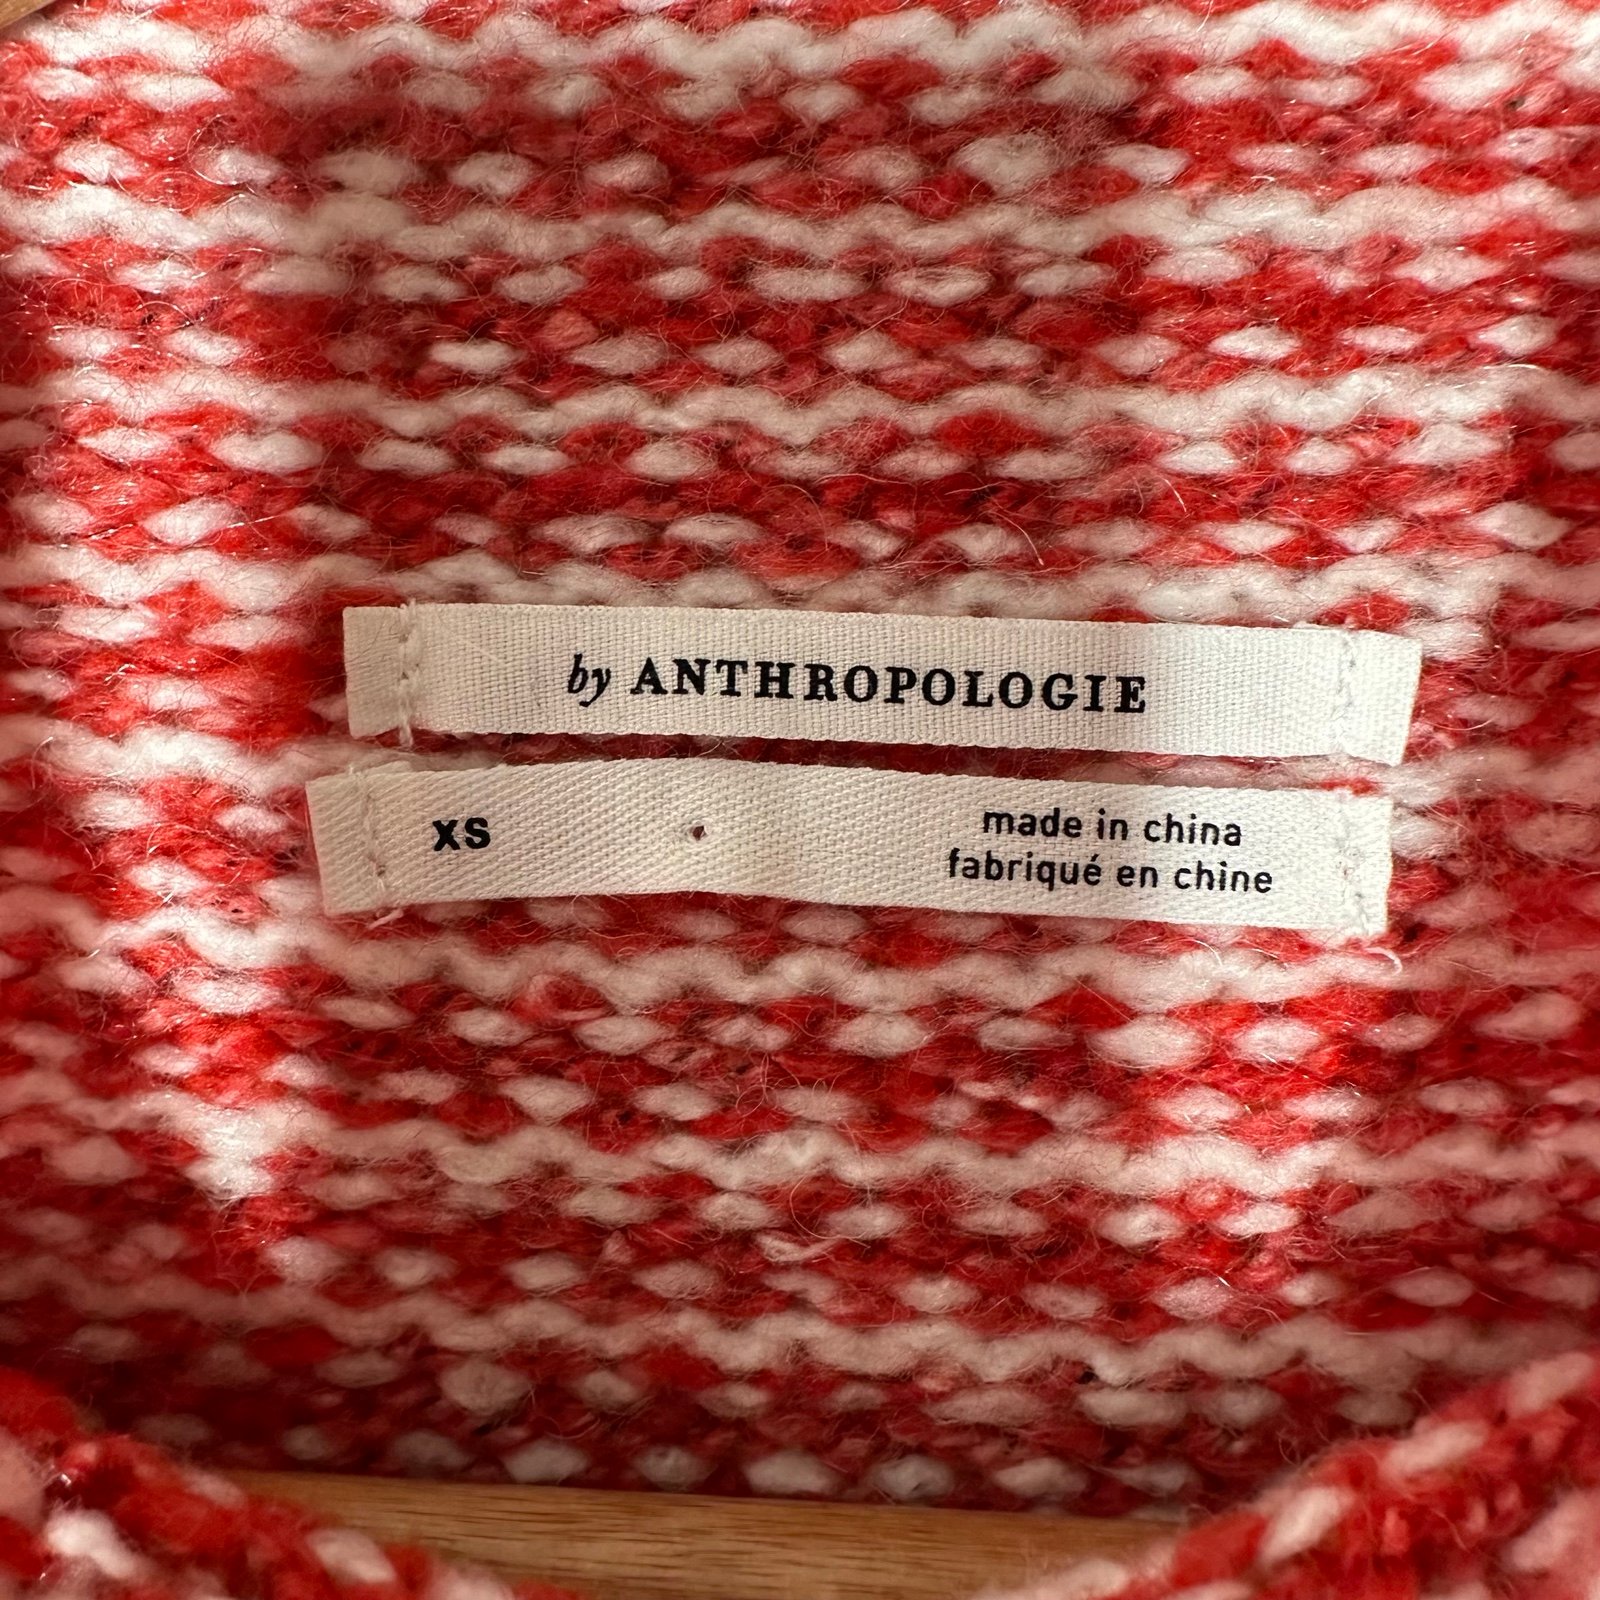 by ANTHROPOLOGIE
XS
made in china
fabriqué en chine